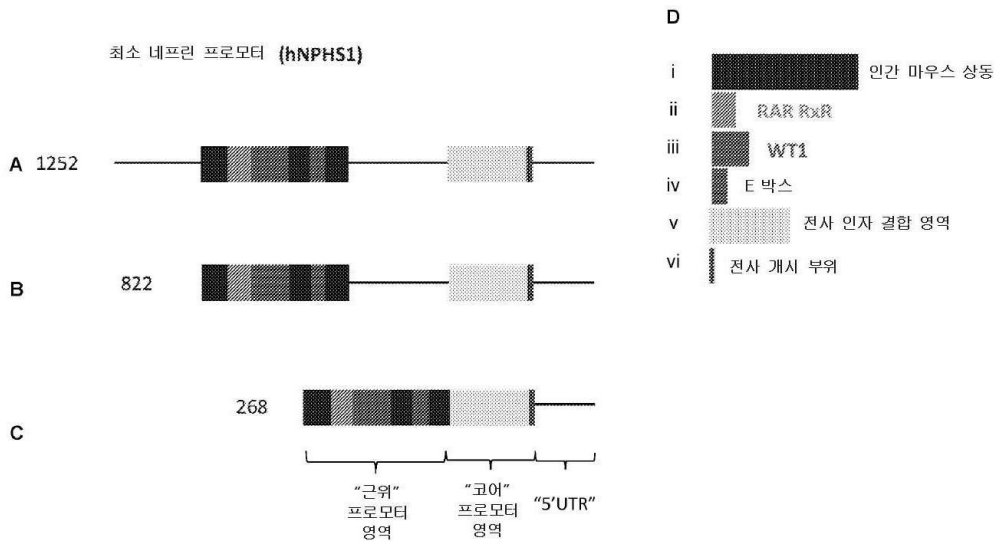 최소 네프린 프로모터 (hNPHS1)
A 1252
B 822
C 268
"근위"
프로모터
영역
"코어"
프로모터
영역
"5'UTR"
D
i 인간 마우스 상동
ii RAR RxR
iii WT1
iv E 박스
v 전사 인자 결합 영역
vi 전사 개시 부위